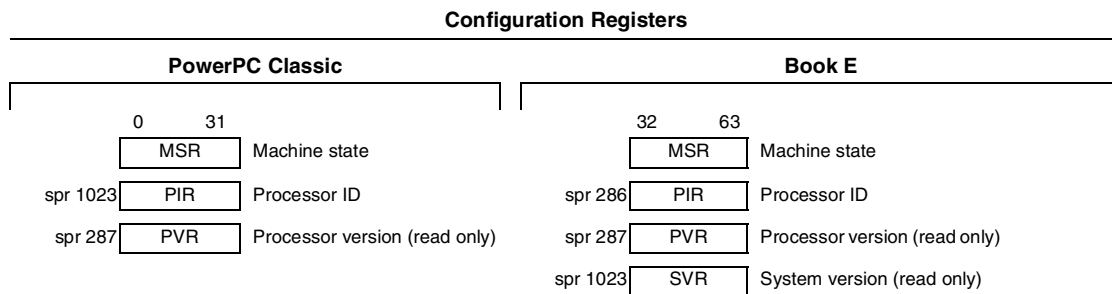 Configuration Registers
PowerPC Classic
0 31
MSR Machine state
spr 1023 PIR Processor ID
spr 287 PVR Processor version (read only)
Book E
32 63
MSR Machine state
spr 286 PIR Processor ID
spr 287 PVR Processor version (read only)
spr 1023 SVR System version (read only)